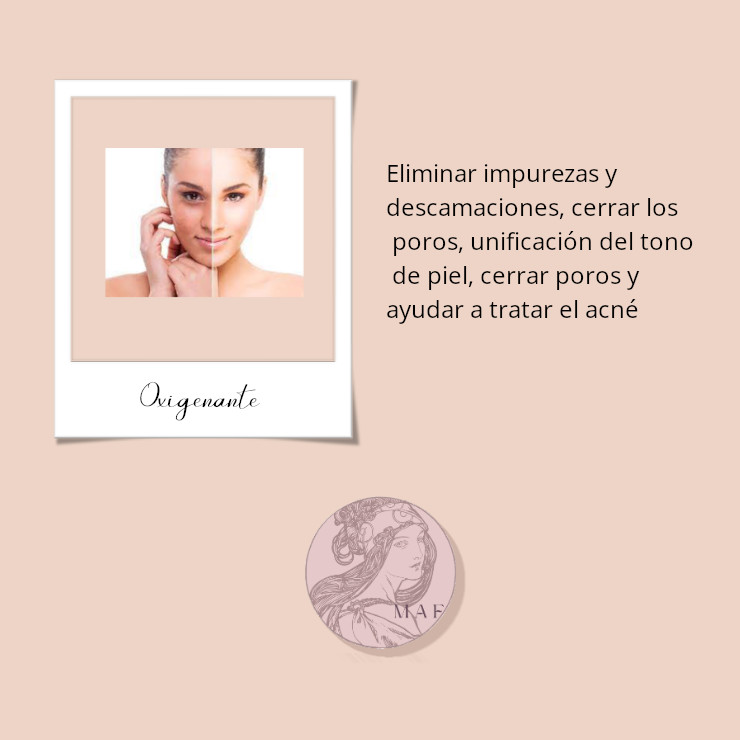 Eliminar impurezas y
descamaciones, cerrar los
poros, unificación del tono
de piel, cerrar poros y
ayudar a tratar el acné
Oxigenante
MAF